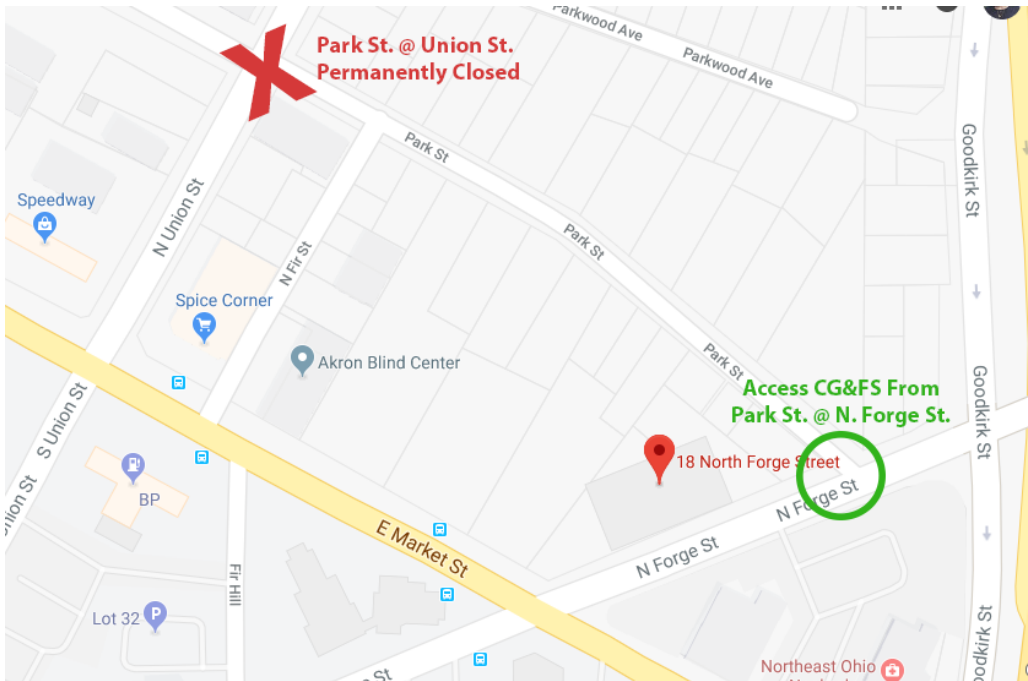 Parkwood Ave
Parkwood Ave
Park St. @ Union St.
Permanently Closed
Goodkirk St
Park St
Speedway
N Union St
Park St
N Fir St
Spice Corner
Akron Blind Center
Park St
Access CG&FS From
Park St. @ N. Forge St.
Goodkirk St
S Union St
18 North Forge Street
BP
N Forge St
E Market St
N Forge St
Fir Hill
Lot 32
P
Northeast Ohio